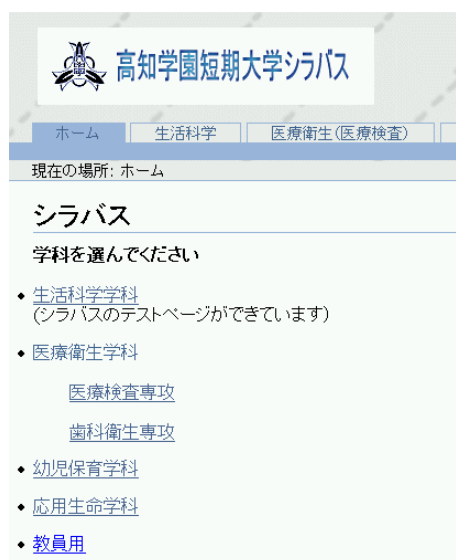 高知学園短期大学シラバス
ホーム 生活科学 医療衛生(医療検査)
現在の場所: ホーム
シラバス
学科を選んでください
生活科学学科
(シラバスのテストページができています)
医療衛生学科
医療検査専攻
歯科衛生専攻
幼児保育学科
応用生命学科
教員用